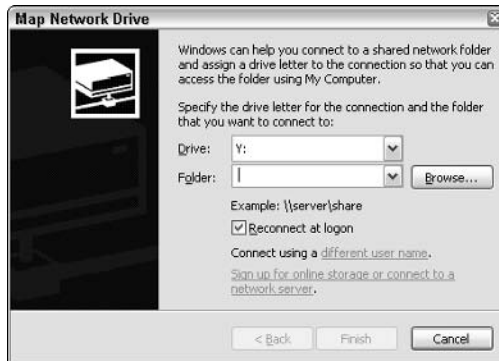 Map Network Drive
Windows can help you connect to a shared network folder
and assign a drive letter to the connection so that you can
access the folder using My Computer.
Specify the drive letter for the connection and the folder
that you want to connect to:
Drive: Y:
Folder: Browse...
Example: \\server\share
Reconnect at logon
Connect using a different user name.
Sign up for online storage or connect to a
network server.
< Back Finish Cancel